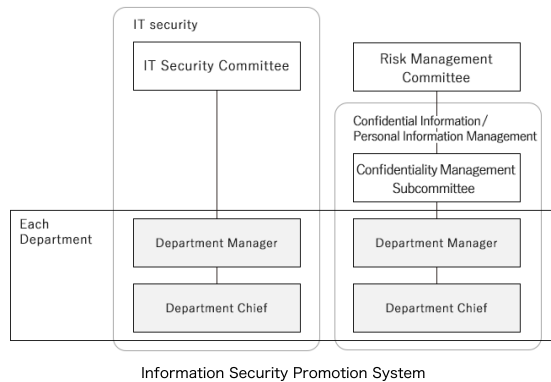 IT security
IT Security Committee
Risk Management
Committee
Confidential Information/
Personal Information Management
Confidentiality Management
Subcommittee
Each
Department
Department Manager
Department Manager
Department Chief
Department Chief
Information Security Promotion System